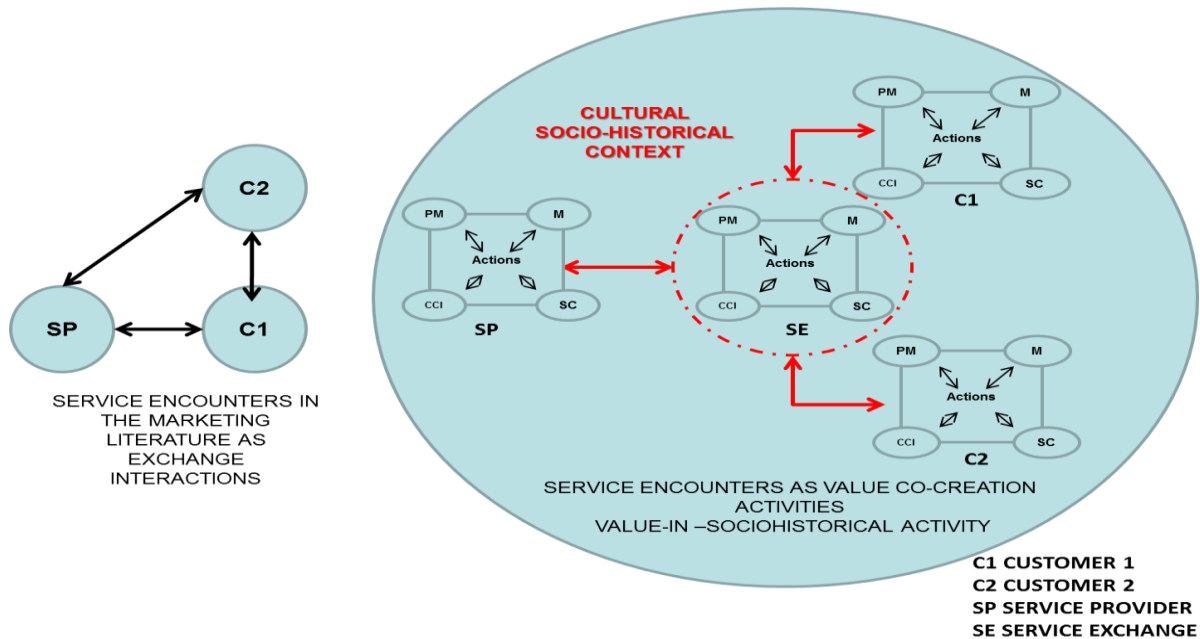 C2
SP
C1
SERVICE ENCOUNTERS IN
THE MARKETING
LITERATURE AS
EXCHANGE
INTERACTIONS
CULTURAL
SOCIO-HISTORICAL
CONTEXT
PM
M
Actions
CCI
SC
C1
PM
M
Actions
CCI
SC
SP
PM
M
Actions
CCI
SC
SE
PM
M
Actions
CCI
SC
C2
SERVICE ENCOUNTERS AS VALUE CO-CREATION
ACTIVITIES
VALUE-IN –SOCIOHISTORICAL ACTIVITY
C1 CUSTOMER 1
C2 CUSTOMER 2
SP SERVICE PROVIDER
SE SERVICE EXCHANGE